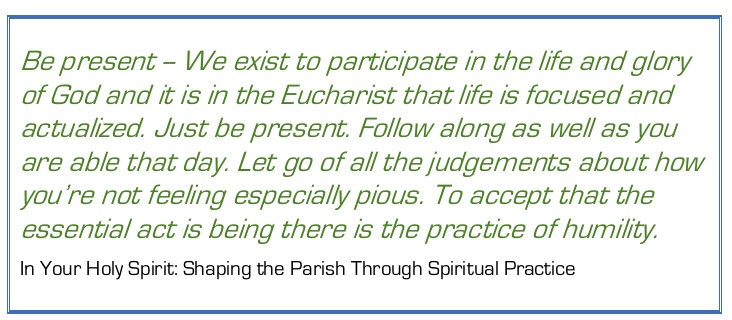 Be present – We exist to participate in the life and glory
of God and it is in the Eucharist that life is focused and
actualized. Just be present. Follow along as well as you
are able that day. Let go of all the judgements about how
you’re not feeling especially pious. To accept that the
essential act is being there is the practice of humility.
In Your Holy Spirit: Shaping the Parish Through Spiritual Practice